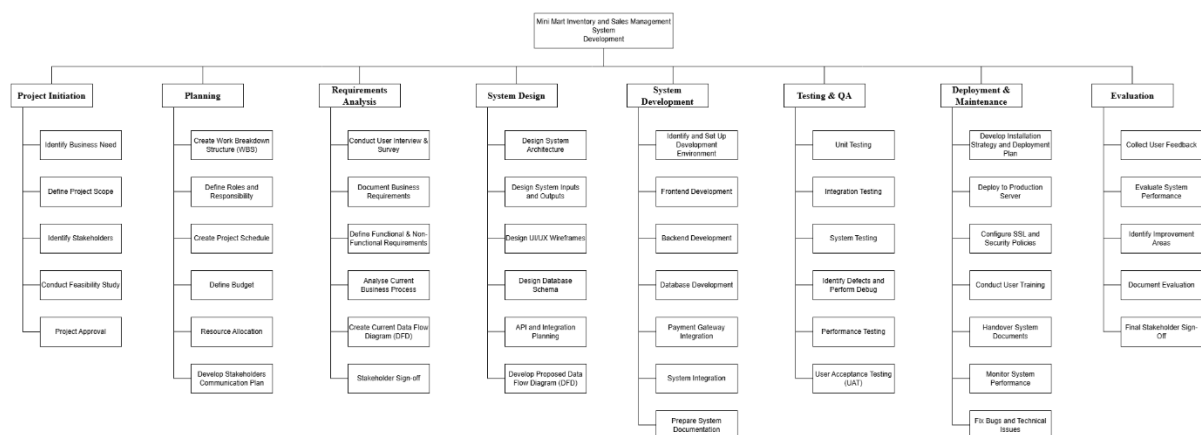 Mini Mart Inventory and Sales Management
System
Development
Project Initiation
Identify Business Need
Define Project Scope
Identify Stakeholders
Conduct Feasibility Study
Project Approval
Planning
Create Work Breakdown
Structure (WBS)
Define Roles and
Responsibility
Create Project Schedule
Define Budget
Resource Allocation
Develop Stakeholders
Communication Plan
Requirements
Analysis
Conduct User Interview &
Survey
Document Business
Requirements
Define Functional & Non-
Functional Requirements
Analyse Current
Business Process
Create Current Data Flow
Diagram (DFD)
Stakeholder Sign-off
System Design
Design System
Architecture
Design System Inputs
and Outputs
Design UI/UX Wireframes
Design Database
Schema
API and Integration
Planning
Develop Proposed Data
Flow Diagram (DFD)
System
Development
Identify and Set Up
Development
Environment
Frontend Development
Backend Development
Database Development
Payment Gateway
Integration
System Integration
Prepare System
Documentation
Testing & QA
Unit Testing
Integration Testing
System Testing
Identify Defects and
Perform Debug
Performance Testing
User Acceptance Testing
(UAT)
Deployment &
Maintenance
Develop Installation
Strategy and Deployment
Plan
Deploy to Production
Server
Configure SSL and
Security Policies
Conduct User Training
Handover System
Documents
Monitor System
Performance
Fix Bugs and Technical
Issues
Evaluation
Collect User Feedback
Evaluate System
Performance
Identify Improvement
Areas
Document Evaluation
Final Stakeholder Sign-
Off